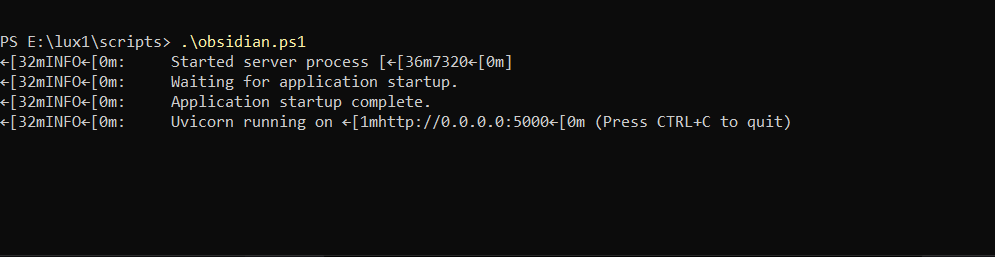 PS E:\lux1\scripts> .\obsidian.ps1
←[32mINFO←[0m:     Started server process [←[36m7320←[0m]
←[32mINFO←[0m:     Waiting for application startup.
←[32mINFO←[0m:     Application startup complete.
←[32mINFO←[0m:     Uvicorn running on ←[1mhttp://0.0.0.0:5000←[0m (Press CTRL+C to quit)